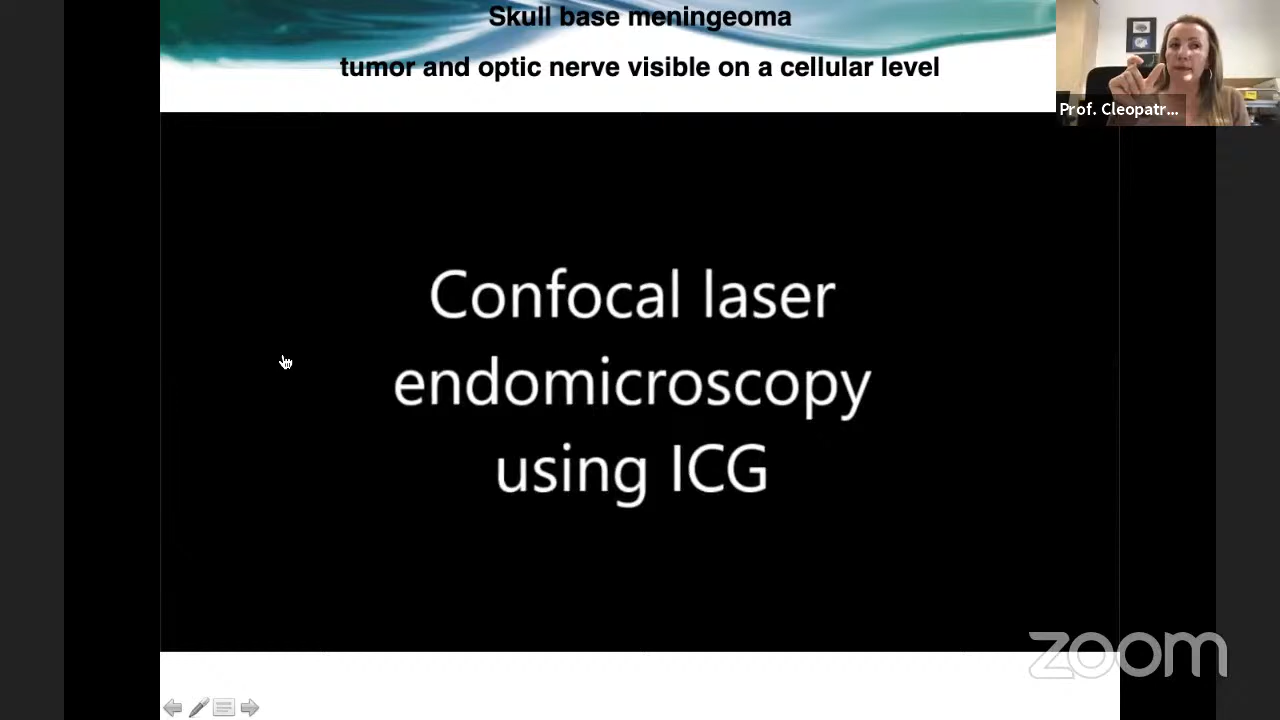 Skull base meningeoma
tumor and optic nerve visible on a cellular level
Prof. Cleopatr...
Confocal laser
endomicroscopy
using ICG
zoom